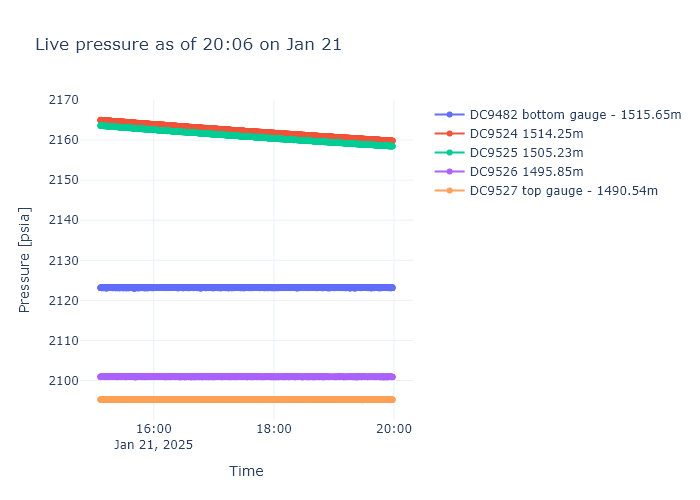 Live pressure as of 20:06 on Jan 21
2170
2160
2150
2140
2130
2120
2110
2100
Pressure [psia]
16:00
Jan 21, 2025
18:00
20:00
Time
DC9482 bottom gauge - 1515.65m
DC9524 1514.25m
DC9525 1505.23m
DC9526 1495.85m
DC9527 top gauge - 1490.54m